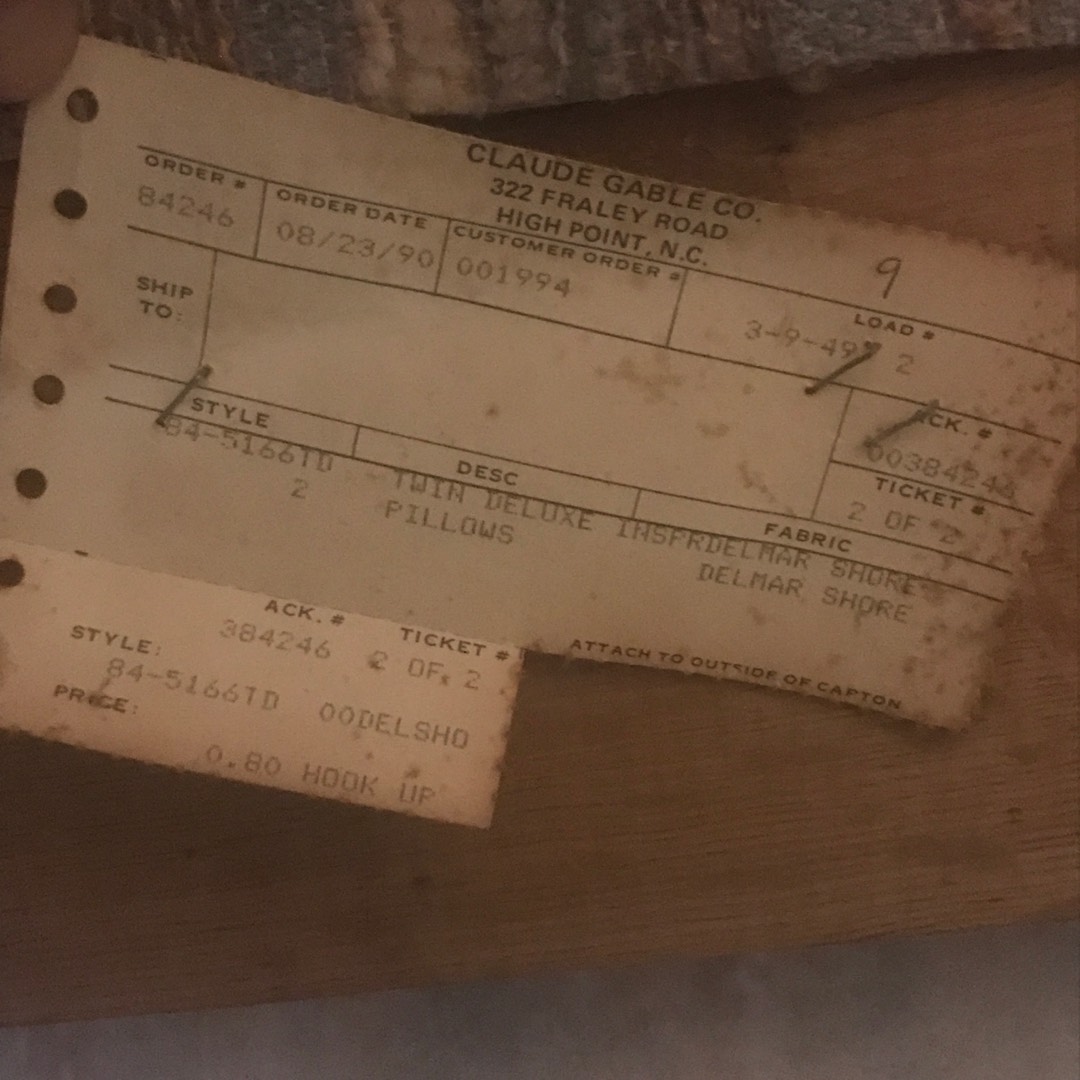 CLAUDE GABLE CO.
322 FRALEY ROAD
HIGH POINT, N.C.
9
ORDER # ORDER DATE CUSTOMER ORDER # LOAD #
84246 08/23/90 001994 3-9-49 2
SHIP
TO:
ACK. #
00384246
TICKET #
2 OF 2
STYLE DESC FABRIC
84-5166TD TWIN DELUXE INSPRDELMAR SHORE
2 PILLOWS DELMAR SHORE
ATTACH TO OUTSIDE OF CAPTON
ACK. # TICKET #
384246 2 OF 2
STYLE:
84-5166TD 00DELSHO
PRICE:
0.80 HOOK UP